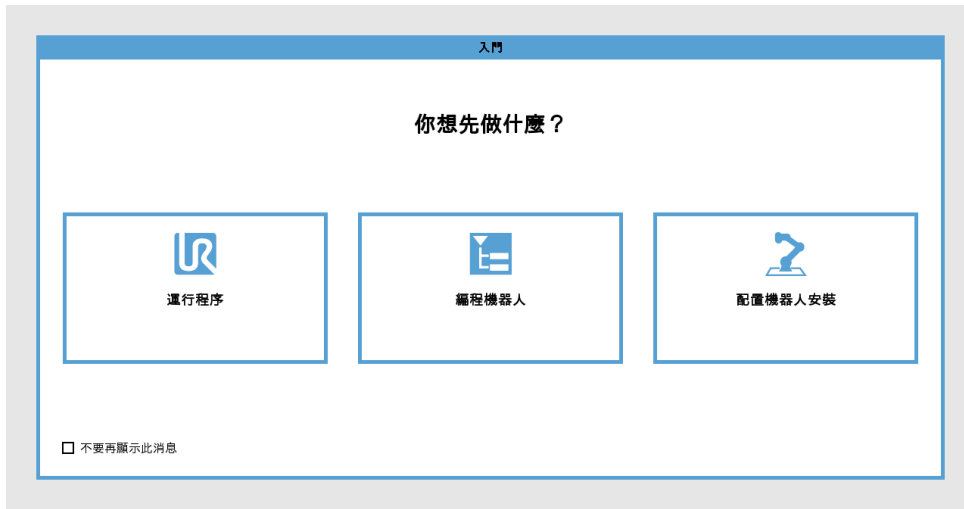 入門
你想先做什麼？
運行程序
編程機器人
配置機器人安裝
不要再顯示此消息